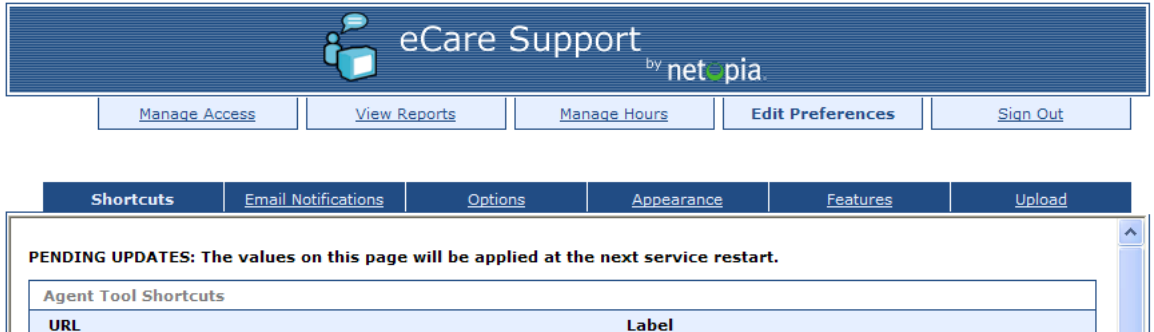 eCare Support
by netopia.
Manage Access View Reports Manage Hours Edit Preferences Sign Out
Shortcuts Email Notifications Options Appearance Features Upload
PENDING UPDATES: The values on this page will be applied at the next service restart.
Agent Tool Shortcuts
URL Label